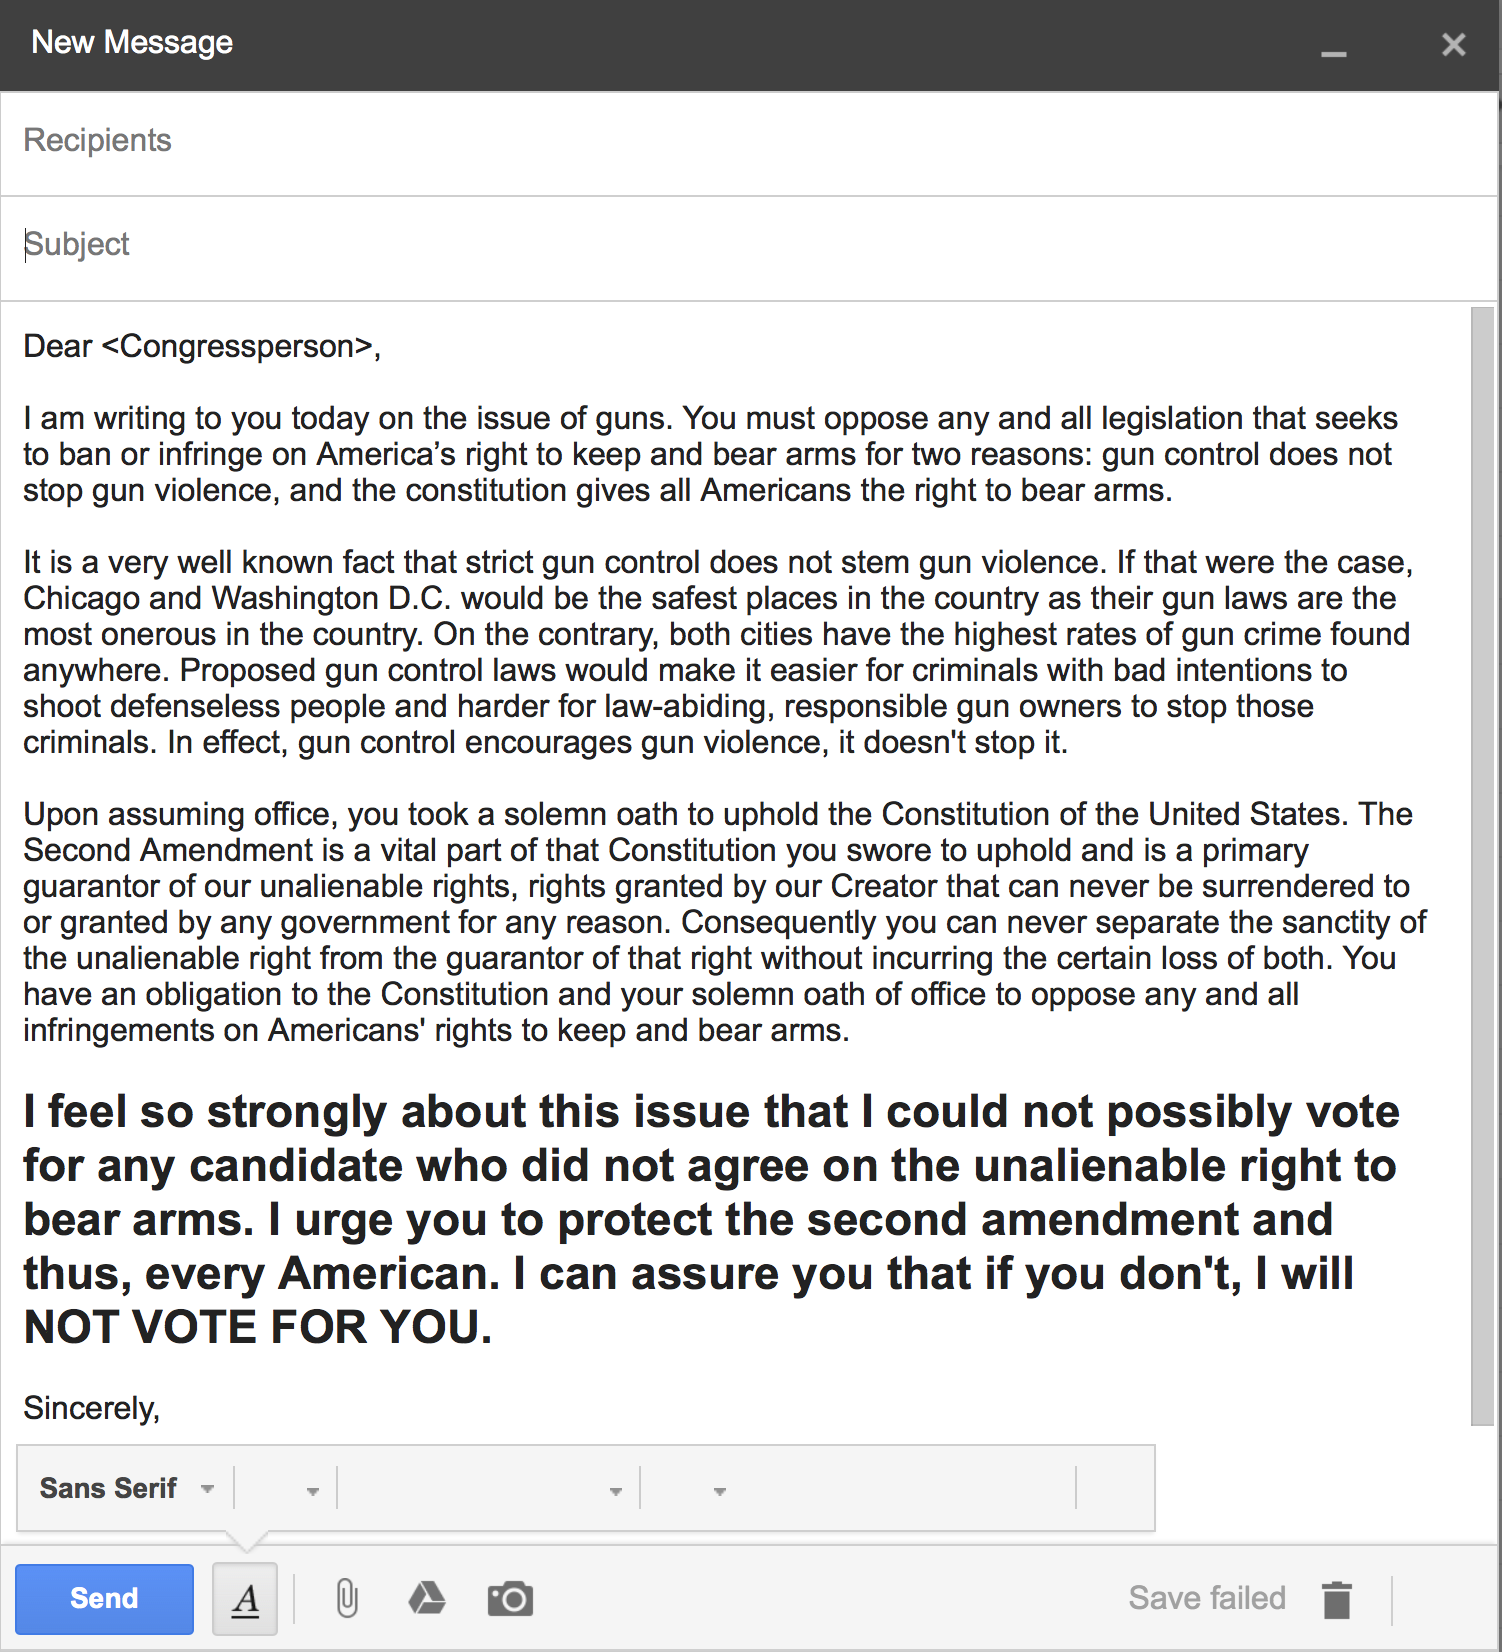 New Message
Recipients
Subject
Dear <Congressperson>,
I am writing to you today on the issue of guns. You must oppose any and all legislation that seeks
to ban or infringe on America’s right to keep and bear arms for two reasons: gun control does not
stop gun violence, and the constitution gives all Americans the right to bear arms.
It is a very well known fact that strict gun control does not stem gun violence. If that were the case,
Chicago and Washington D.C. would be the safest places in the country as their gun laws are the
most onerous in the country. On the contrary, both cities have the highest rates of gun crime found
anywhere. Proposed gun control laws would make it easier for criminals with bad intentions to
shoot defenseless people and harder for law-abiding, responsible gun owners to stop those
criminals. In effect, gun control encourages gun violence, it doesn't stop it.
Upon assuming office, you took a solemn oath to uphold the Constitution of the United States. The
Second Amendment is a vital part of that Constitution you swore to uphold and is a primary
guarantor of our unalienable rights, rights granted by our Creator that can never be surrendered to
or granted by any government for any reason. Consequently you can never separate the sanctity of
the unalienable right from the guarantor of that right without incurring the certain loss of both. You
have an obligation to the Constitution and your solemn oath of office to oppose any and all
infringements on Americans' rights to keep and bear arms.
I feel so strongly about this issue that I could not possibly vote
for any candidate who did not agree on the unalienable right to
bear arms. I urge you to protect the second amendment and
thus, every American. I can assure you that if you don't, I will
NOT VOTE FOR YOU.
Sincerely,
Sans Serif
Send A Save failed